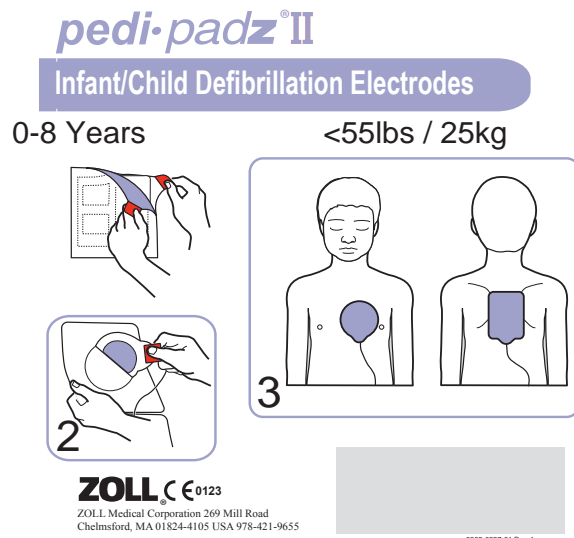 pedi•padz®II
Infant/Child Defibrillation Electrodes
0-8 Years
<55lbs / 25kg
2
3
ZOLL® CE 0123
ZOLL Medical Corporation 269 Mill Road
Chelmsford, MA 01824-4105 USA 978-421-9655